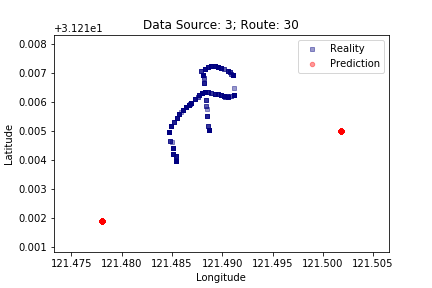 Data Source: 3; Route: 30
+3.121e1
0.008
0.007
0.006
0.005
0.004
0.003
0.002
0.001
Latitude
Reality
Prediction
121.475 121.480 121.485 121.490 121.495 121.500 121.505
Longitude